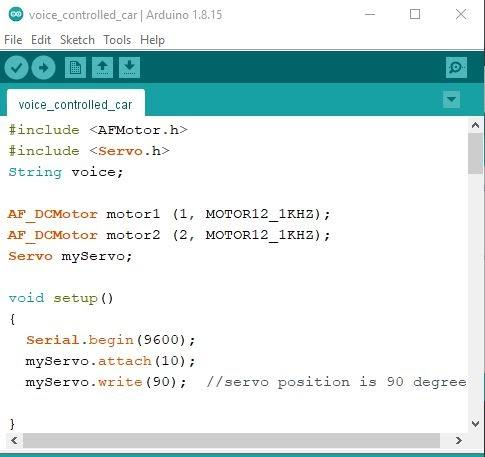 voice_controlled_car | Arduino 1.8.15
File Edit Sketch Tools Help
voice_controlled_car
#include <AFMotor.h>
#include <Servo.h>
String voice;
AF_DCMotor motor1 (1, MOTOR12_1KHZ);
AF_DCMotor motor2 (2, MOTOR12_1KHZ);
Servo myServo;
void setup()
{
Serial.begin(9600);
myServo.attach(10);
myServo.write(90); //servo position is 90 degree
}